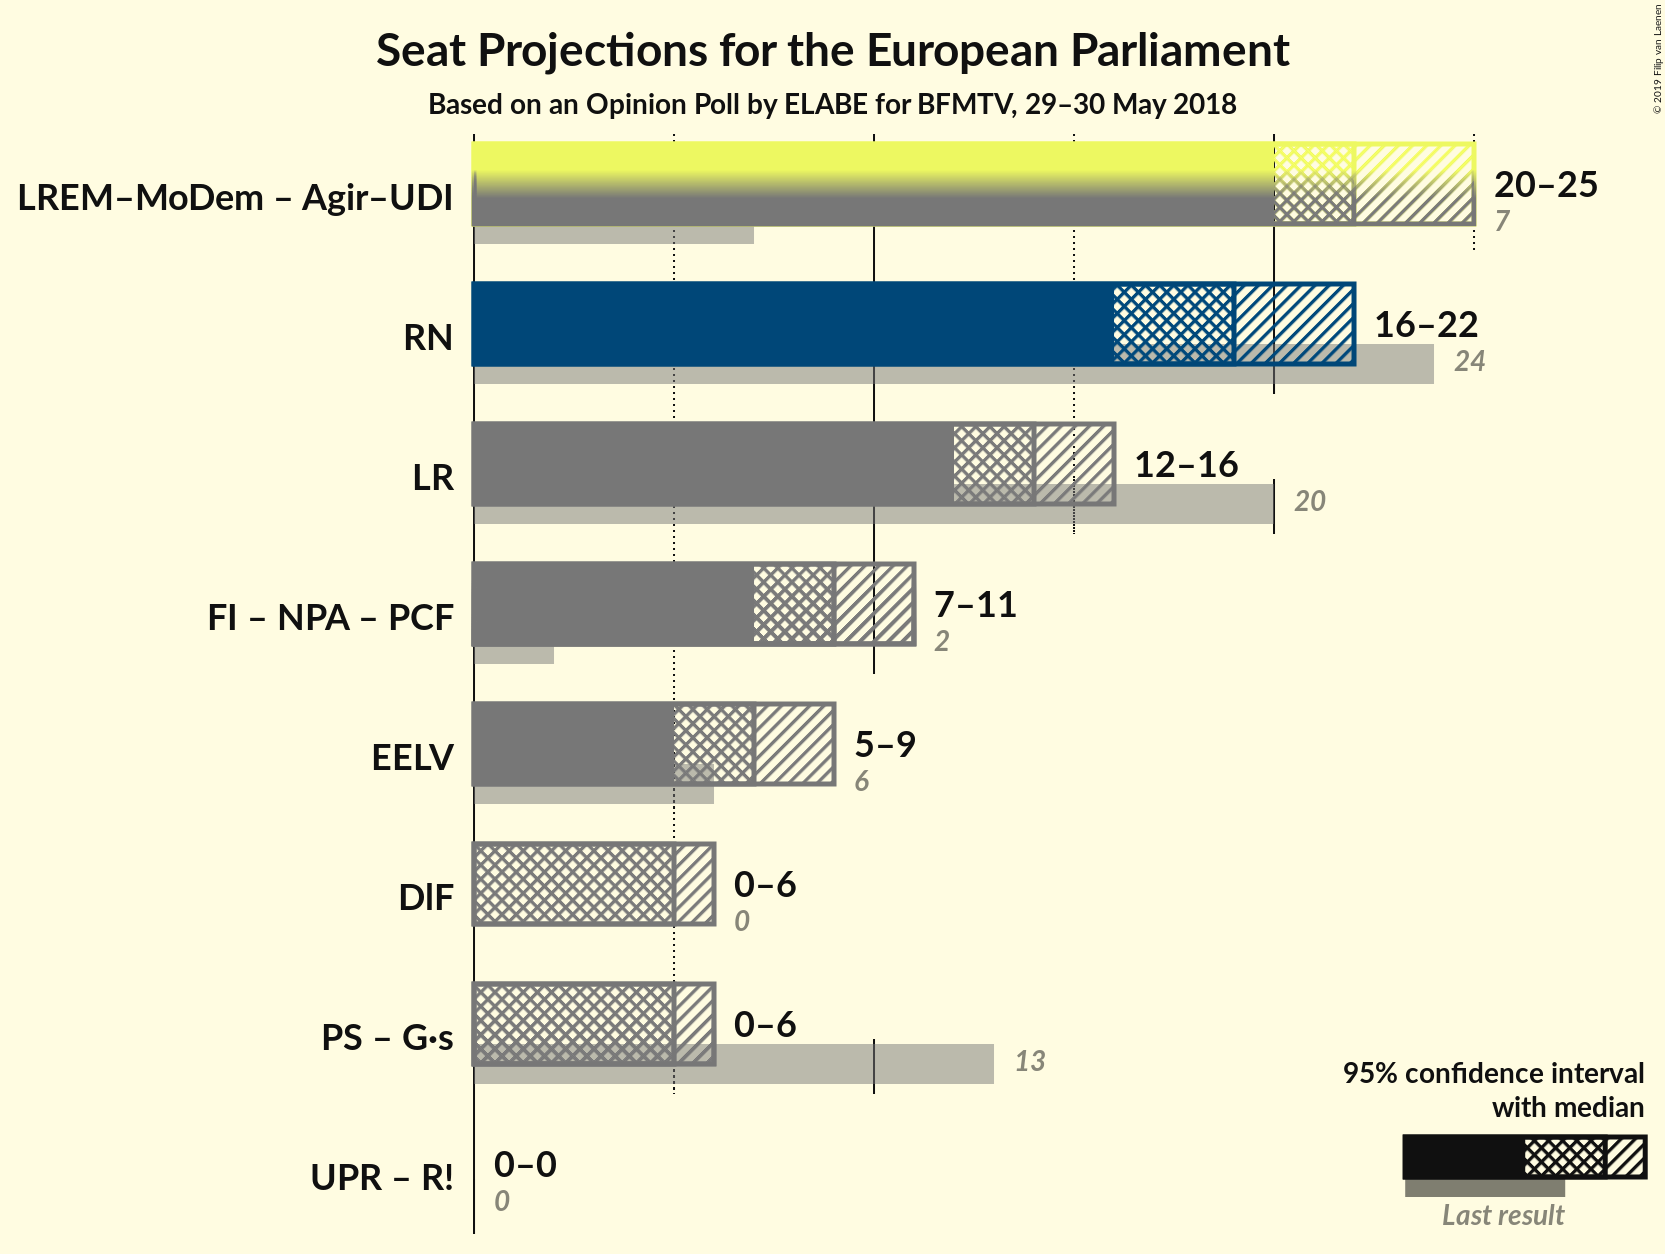 Seat Projections for the European Parliament
Based on an Opinion Poll by ELABE for BFMTV, 29–30 May 2018
© 2019 Filip van Laenen
LREM–MoDem – Agir–UDI
20–25
7
RN
16–22
24
LR
12–16
20
FI – NPA – PCF
7–11
2
EELV
5–9
6
DlF
0–6
0
PS – G·s
0–6
13
UPR – R!
0–0
0
95% confidence interval
with median
Last result